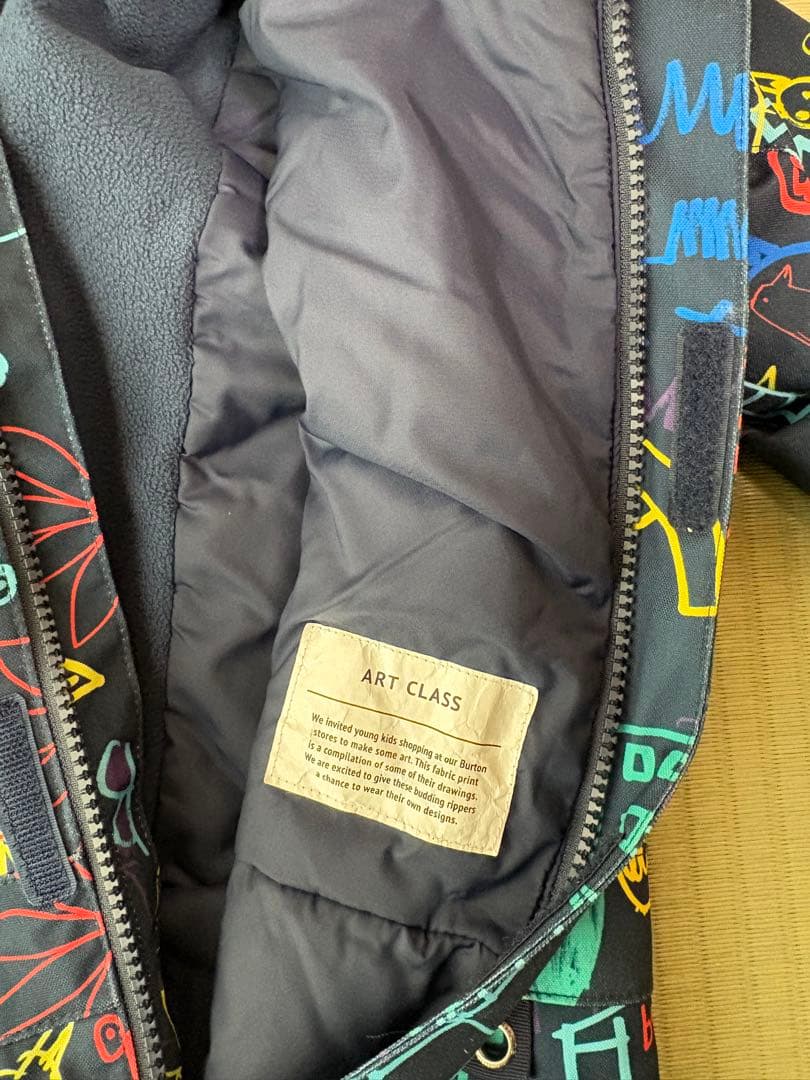 ART CLASS
We invited young kids shopping at our Burton
stores to make some art. This fabric print
is a compilation of some of their drawings.
We are excited to give these budding rippers
a chance to wear their own designs.